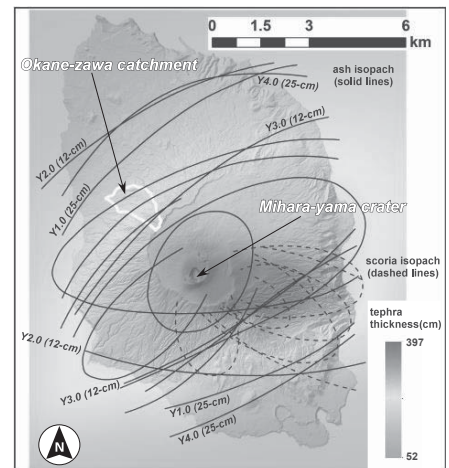 0 1.5 3 6
km
Okane-zawa catchment
ash isopach
(solid lines)
Y4.0 (25-cm)
Y3.0 (12-cm)
Y2.0 (12-cm)
Y1.0 (25-cm)
Mihara-yama crater
scoria isopach
(dashed lines)
tephra
thickness(cm)
397
52
Y2.0 (12-cm)
Y3.0 (12-cm)
Y1.0 (25-cm)
Y4.0 (25-cm)
N